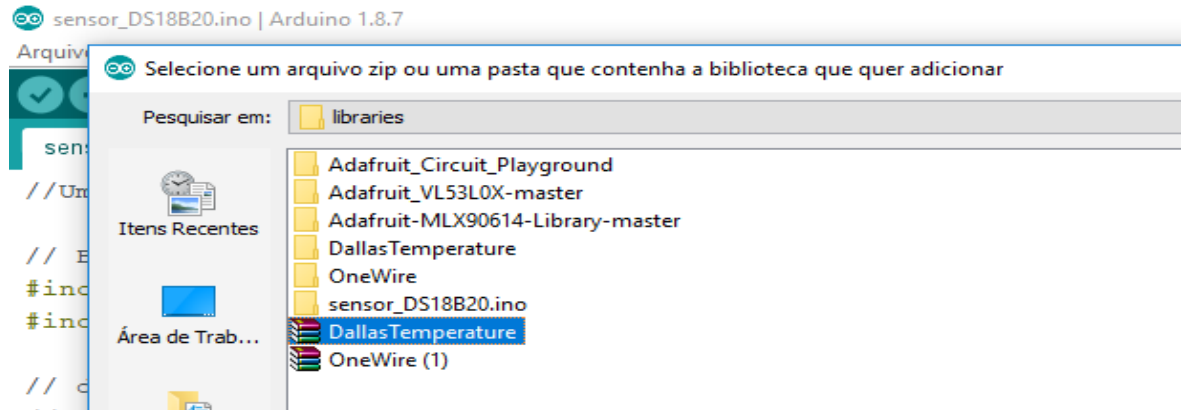 sensor_DS18B20.ino | Arduino 1.8.7
Arquiv
Selecione um arquivo zip ou uma pasta que contenha a biblioteca que quer adicionar
Pesquisar em:
libraries
sens
//Um
// E
#inc
#inc
// c
Itens Recentes
Área de Trab...
Adafruit_Circuit_Playground
Adafruit_VL53L0X-master
Adafruit-MLX90614-Library-master
DallasTemperature
OneWire
sensor_DS18B20.ino
DallasTemperature
OneWire (1)